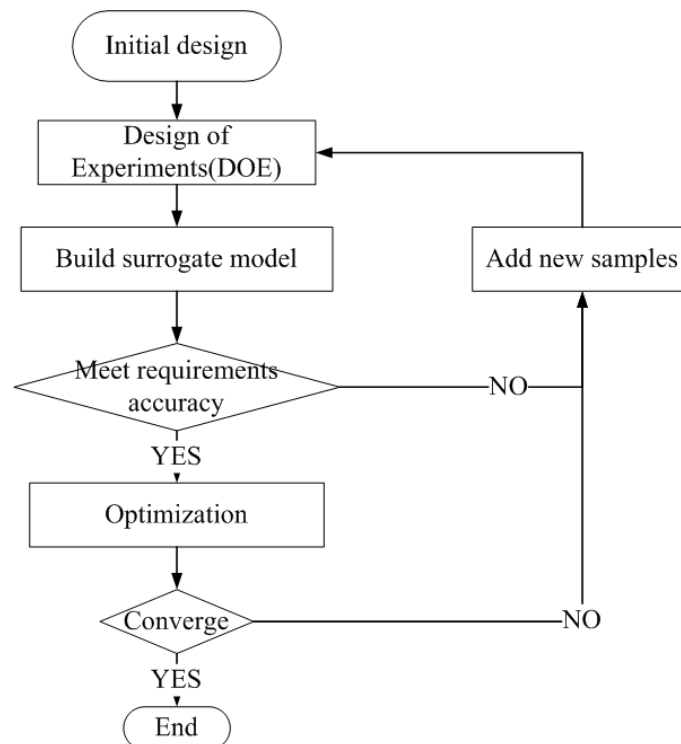 Initial design
Design of
Experiments(DOE)
Build surrogate model
Add new samples
Meet requirements
accuracy
NO
YES
Optimization
Converge
NO
YES
End